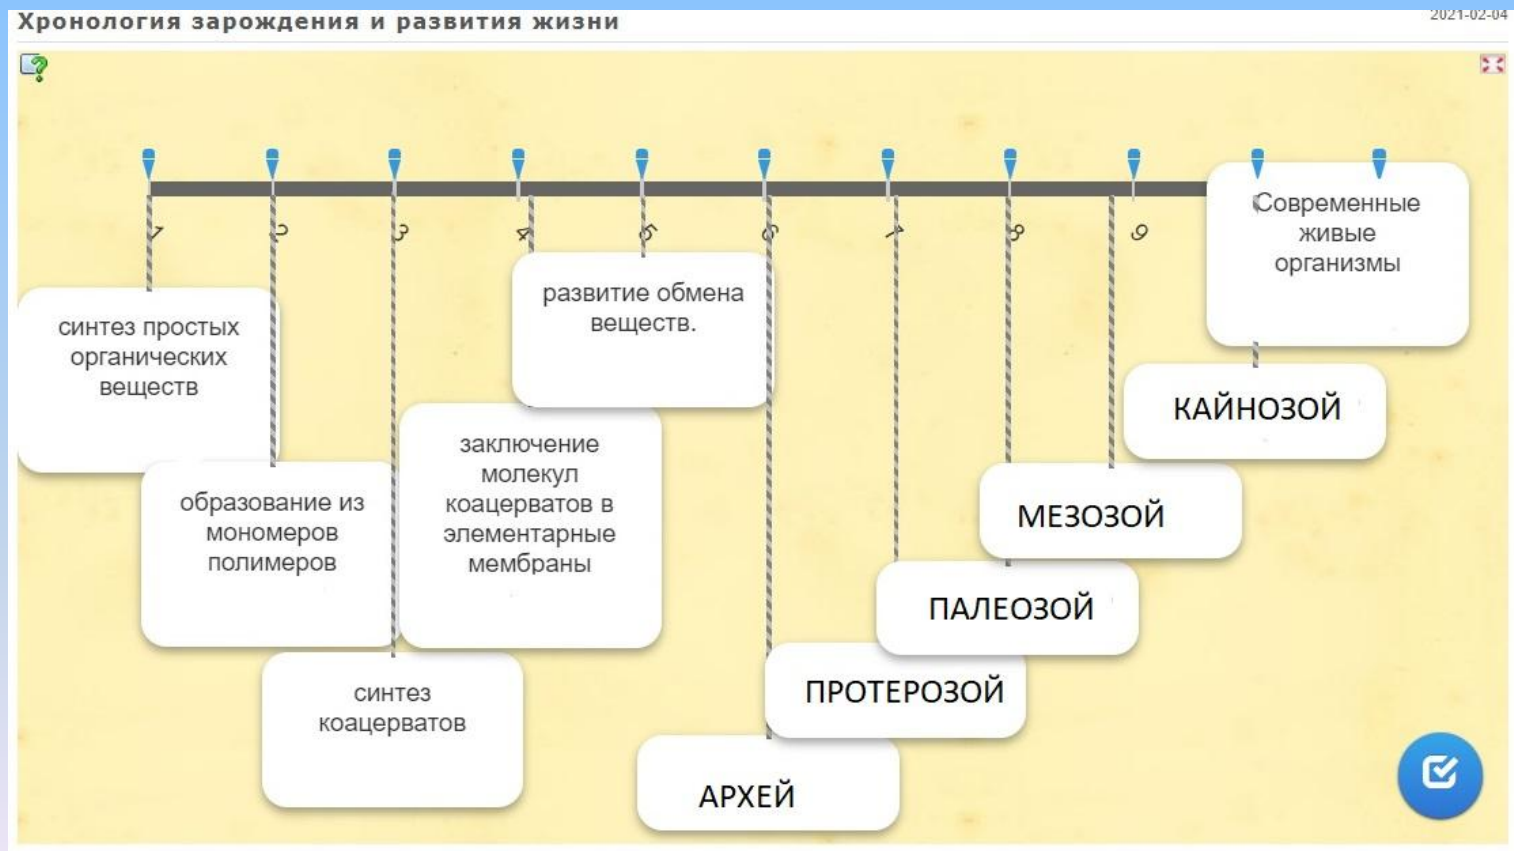 Хронология зарождения и развития жизни
2021-02-04
1 2 3 4 5 6 7 8 9
синтез простых
органических
веществ
образование из
мономеров
полимеров
синтез
коацерватов
заключение
молекул
коацерватов в
элементарные
мембраны
развитие обмена
веществ.
АРХЕЙ
ПРОТЕРОЗОЙ
ПАЛЕОЗОЙ
МЕЗОЗОЙ
КАЙНОЗОЙ
Современные
живые
организмы